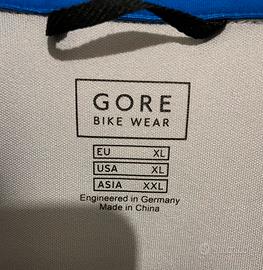 GORE
BIKE WEAR
EU XL
USA XL
ASIA XXL
Engineered in Germany
Made in China